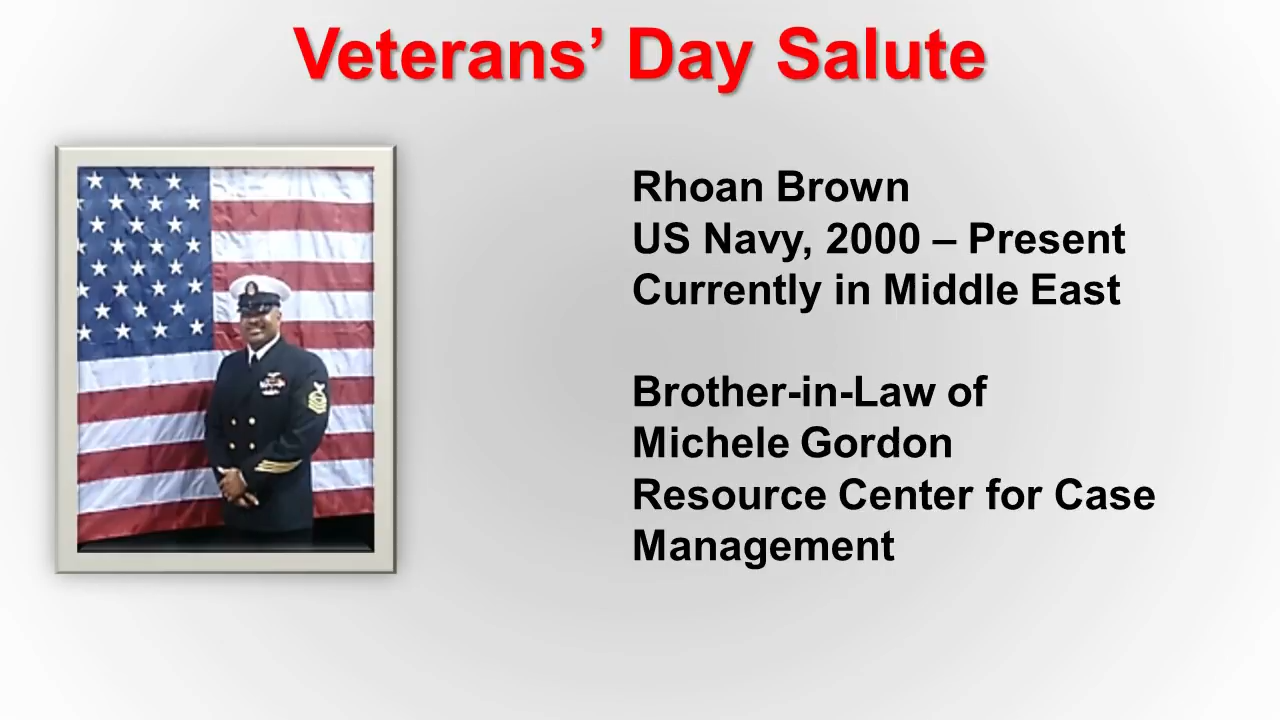 Veterans’ Day Salute
Rhoan Brown
US Navy, 2000 – Present
Currently in Middle East
Brother-in-Law of
Michele Gordon
Resource Center for Case
Management